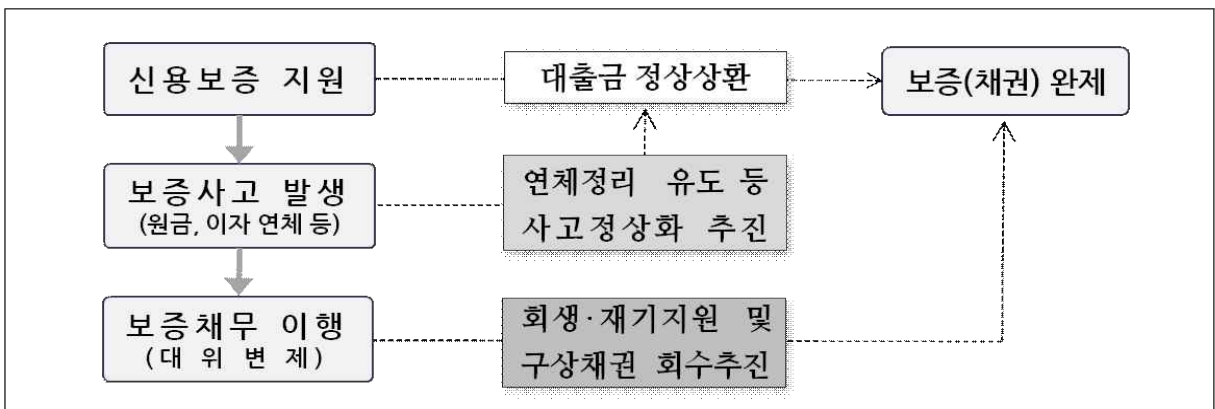 신용보증 지원
대출금 정상상환
보증(채권) 완제
보증사고 발생
(원금, 이자 연체 등)
연체정리 유도 등
사고정상화 추진
보증채무 이행
(대 위 변 제)
회생·재기지원 및
구상채권 회수추진